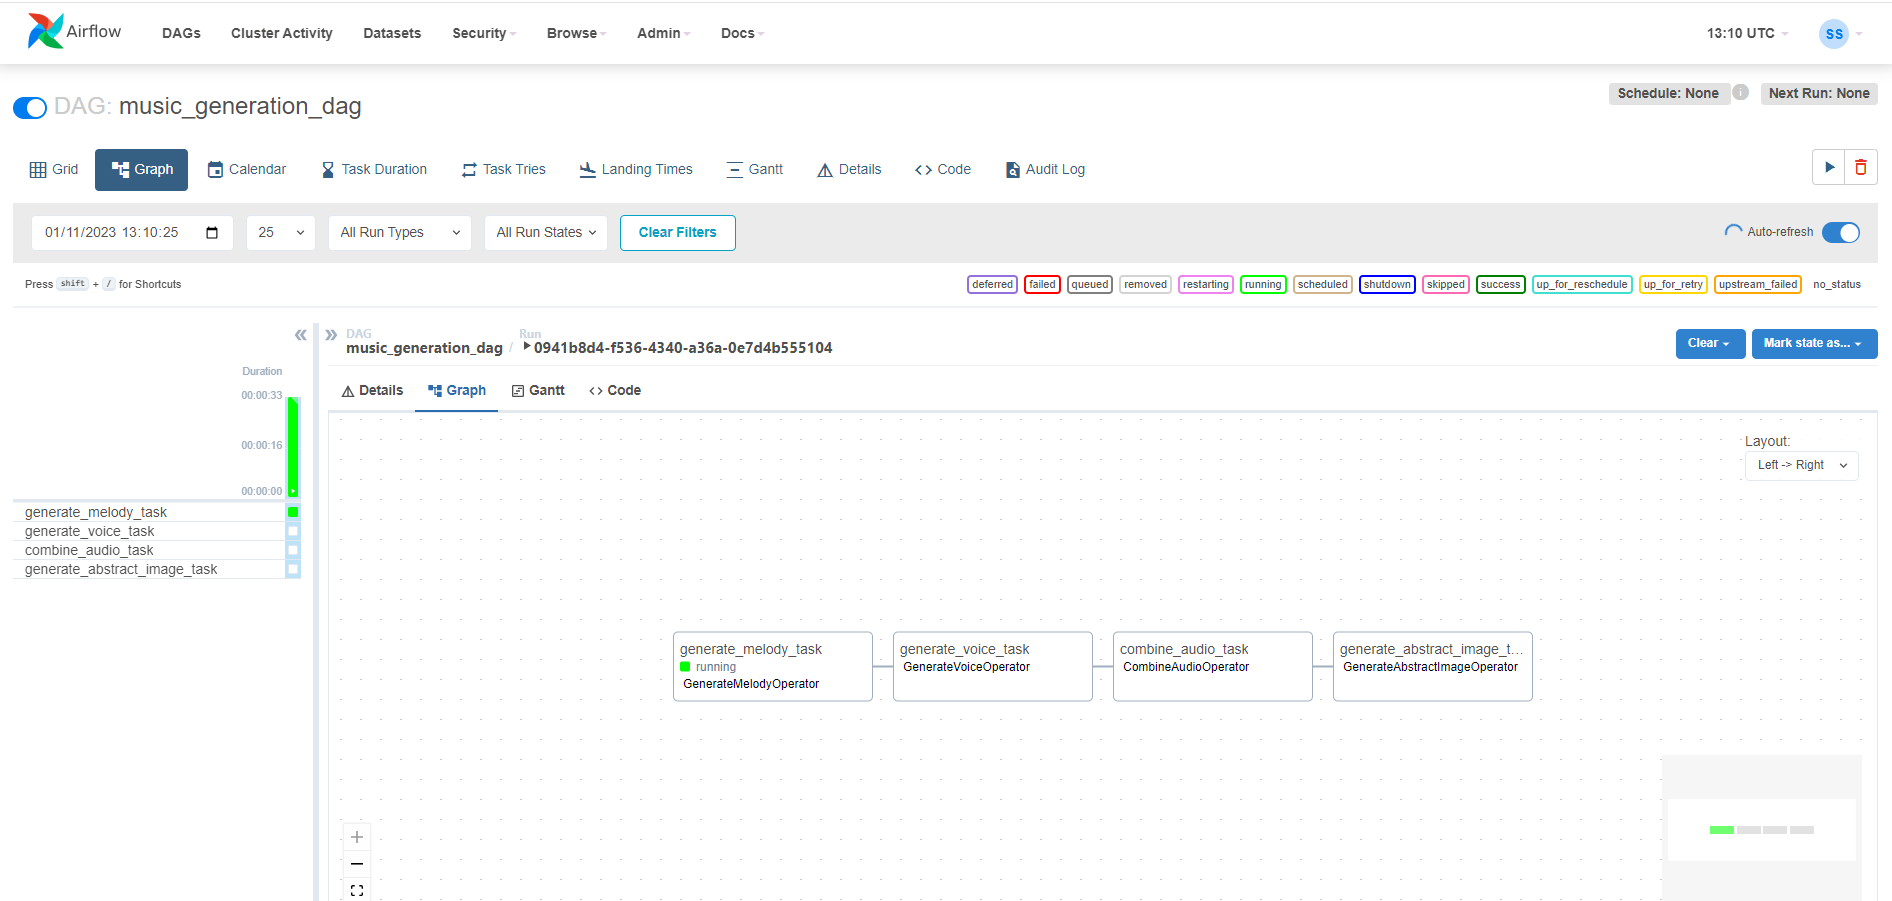 Airflow
DAGs
Cluster Activity
Datasets
Security
Browse
Admin
Docs
13:10 UTC
SS
DAG: music_generation_dag
Schedule: None
i
Next Run: None
Grid
Graph
Calendar
Task Duration
Task Tries
Landing Times
Gantt
Details
Code
Audit Log
01/11/2023 13:10:25
25
All Run Types
All Run States
Clear Filters
Auto-refresh
Press shift + / for Shortcuts
deferred
failed
queued
removed
restarting
running
scheduled
shutdown
skipped
success
up_for_reschedule
up_for_retry
upstream_failed
no_status
Duration
00:00:33
00:00:16
00:00:00
generate_melody_task
generate_voice_task
combine_audio_task
generate_abstract_image_task
DAG
music_generation_dag
/
Run
0941b8d4-f536-4340-a36a-0e7d4b555104
Clear
Mark state as...
Details
Graph
Gantt
Code
Layout:
Left -> Right
generate_melody_task
running
GenerateMelodyOperator
generate_voice_task
GenerateVoiceOperator
combine_audio_task
CombineAudioOperator
generate_abstract_image_t...
GenerateAbstractImageOperator